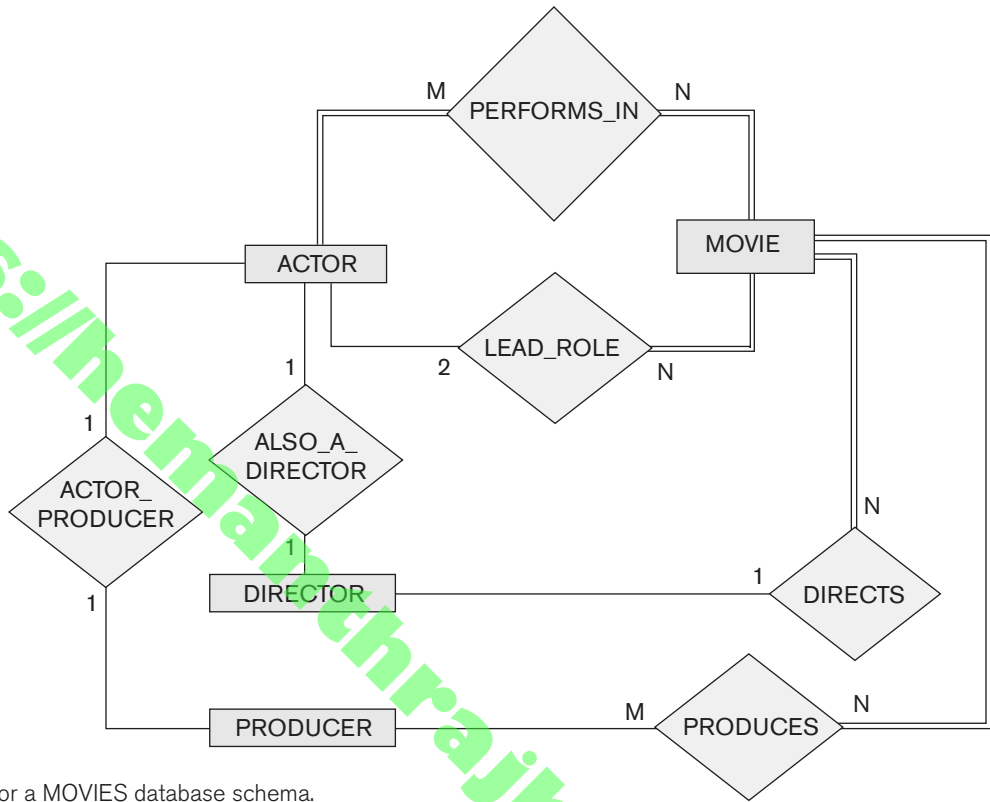 M
N
PERFORMS_IN
MOVIE
ACTOR
LEAD_ROLE
2
N
1
ALSO_A_
DIRECTOR
1
1
ACTOR_
PRODUCER
1
N
DIRECTOR
1
DIRECTS
PRODUCER
M
PRODUCES
N
or a MOVIES database schema.
s://hemanthrajh